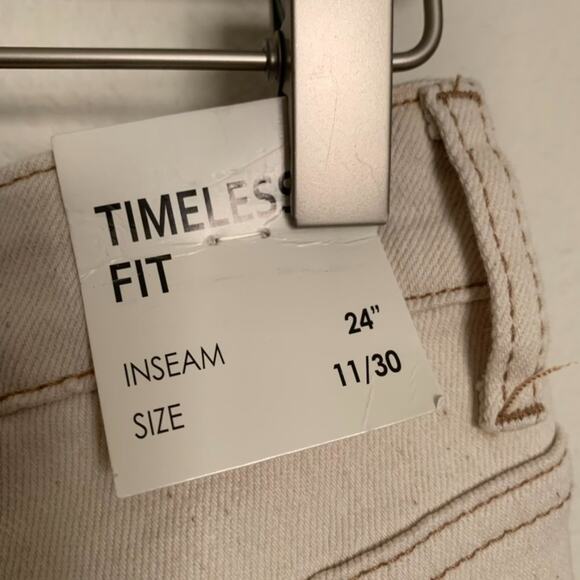 TIMELESS
FIT
INSEAM 24"
SIZE 11/30